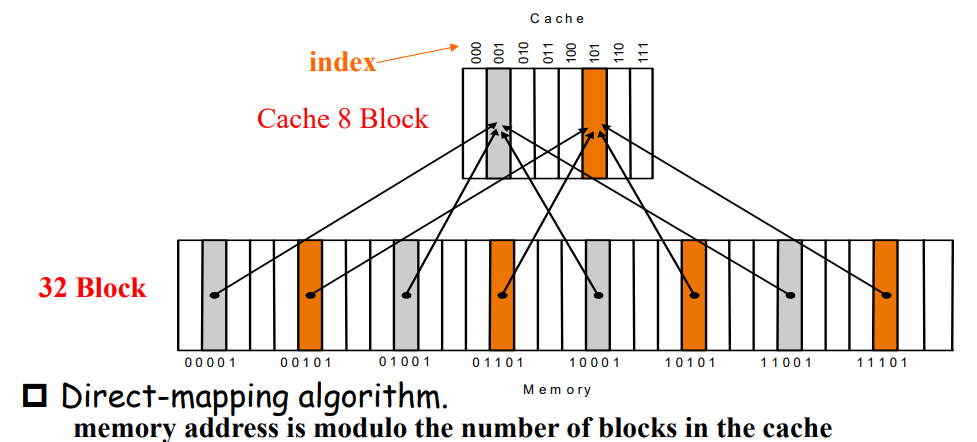 Cache
000 001 010 011 100 101 110 111
index
Cache 8 Block
32 Block
00001 00101 01001 01101 10001 10101 11001 11101
Memory
Direct-mapping algorithm.
memory address is modulo the number of blocks in the cache